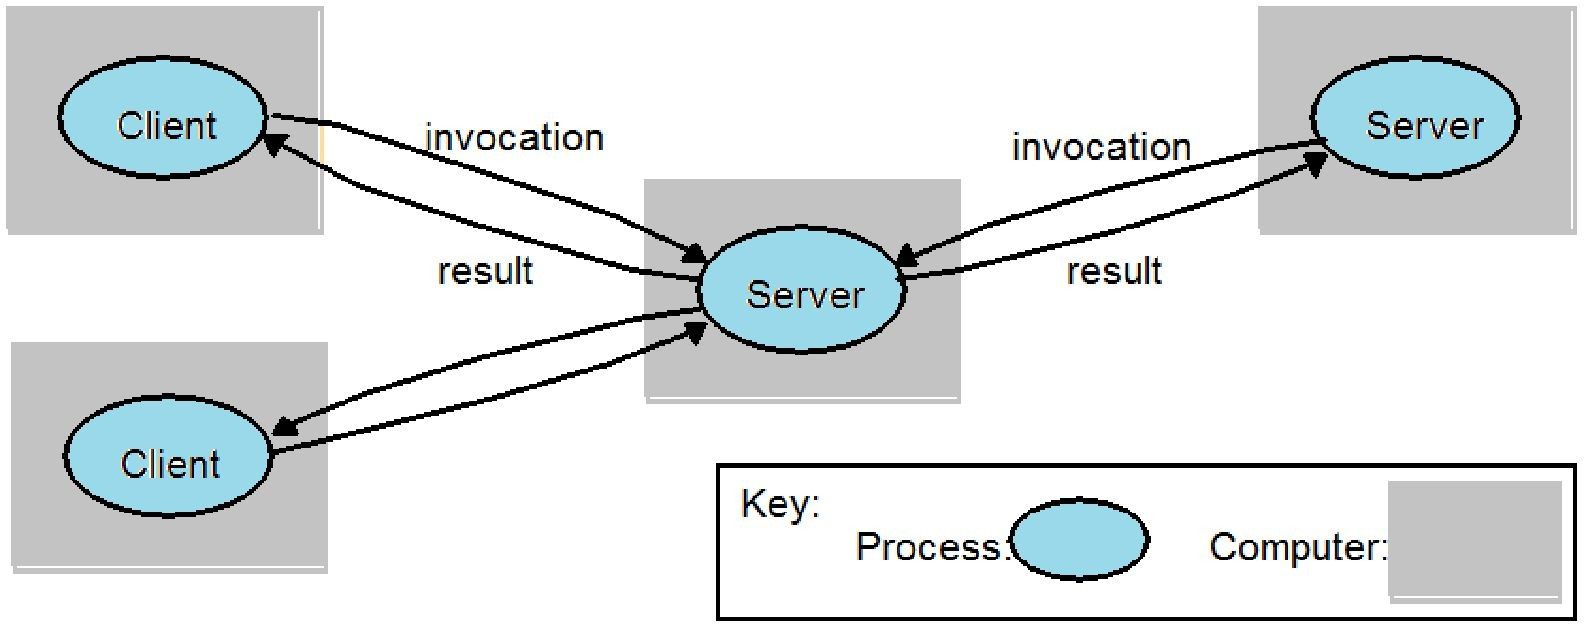 Client
invocation
invocation
Server
result
Server
result
Client
Key:
Process:
Computer: